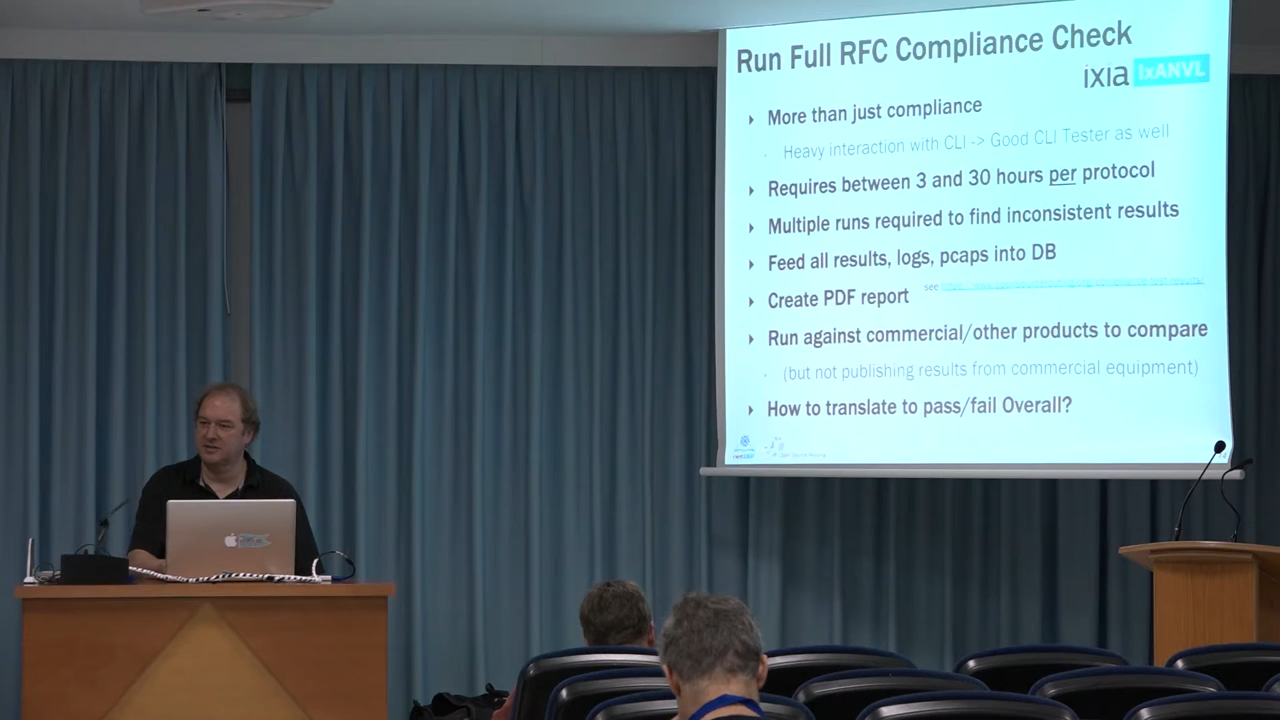 Run Full RFC Compliance Check
ixia IxANVL
More than just compliance
Heavy interaction with CLI -> Good CLI Tester as well
Requires between 3 and 30 hours per protocol
Multiple runs required to find inconsistent results
Feed all results, logs, pcaps into DB
Create PDF report
see
Run against commercial/other products to compare
(but not publishing results from commercial equipment)
How to translate to pass/fail Overall?